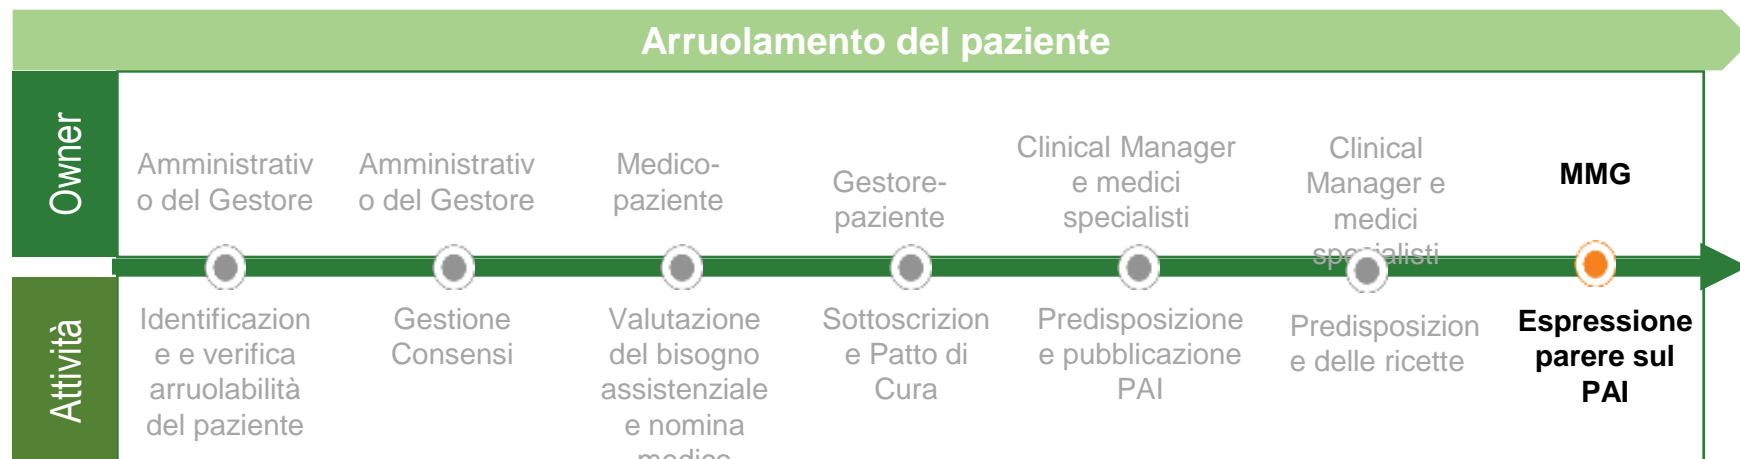 Arruolamento del paziente
Owner
Amministrativ
o del Gestore
Amministrativ
o del Gestore
Medico-
paziente
Gestore-
paziente
Clinical Manager
e medici
specialisti
Clinical
Manager e
medici
specialisti
MMG
Attività
Identificazion
e e verifica
arruolabilità
del paziente
Gestione
Consensi
Valutazione
del bisogno
assistenziale
e nomina
medico
Sottoscrizion
e Patto di
Cura
Predisposizione
e pubblicazione
PAI
Predisposizion
e delle ricette
Espressione
parere sul
PAI